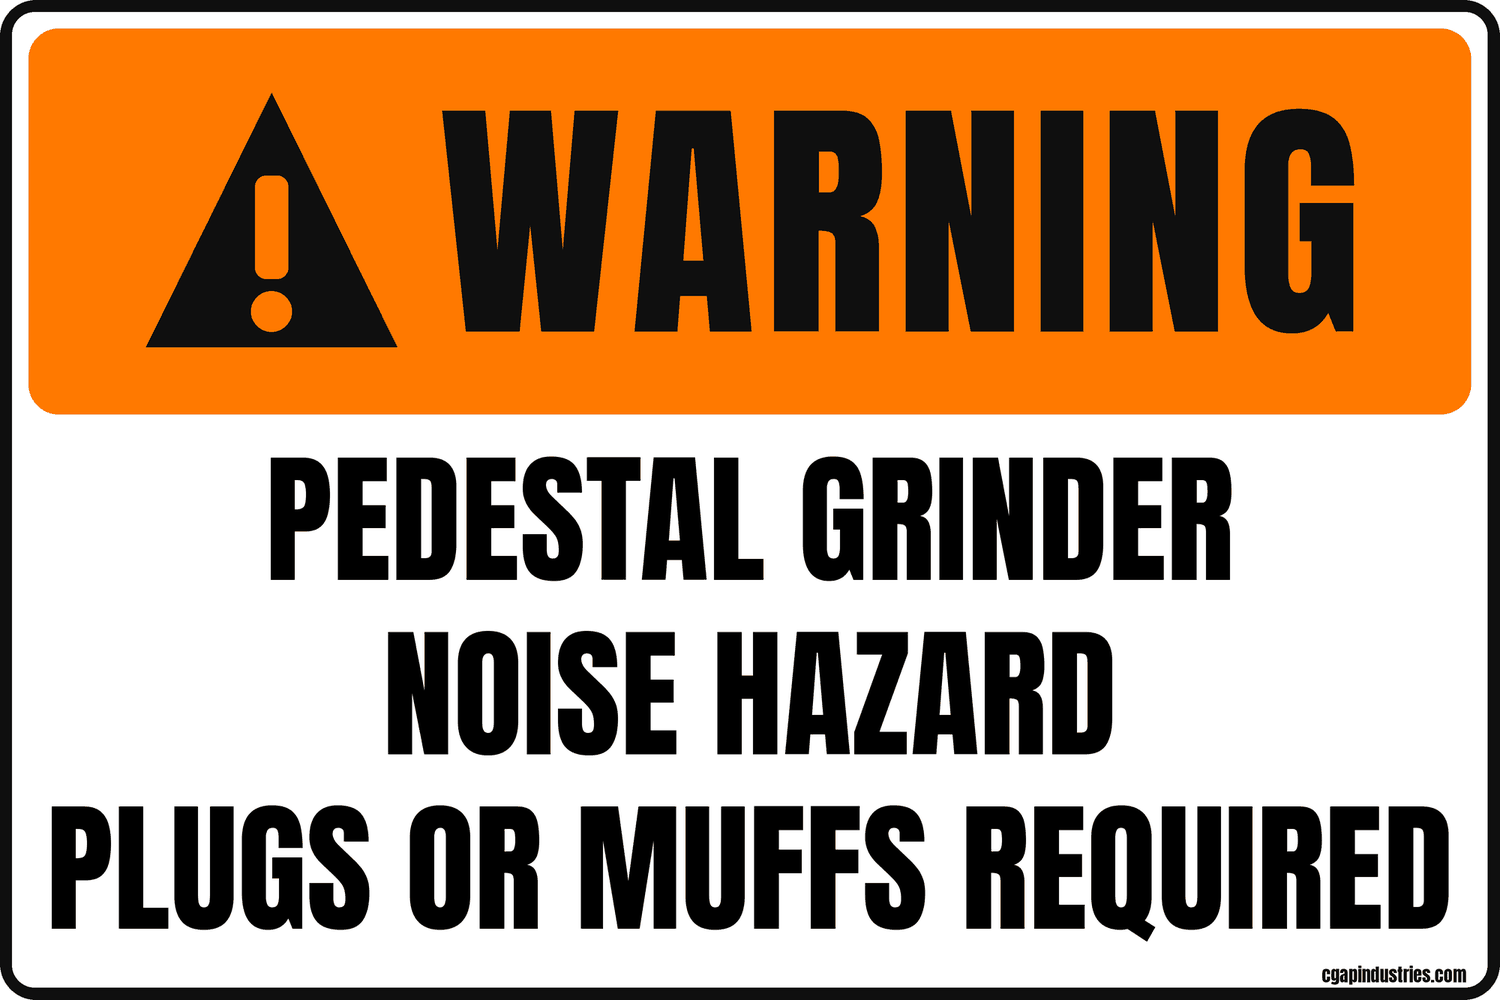 WARNING
PEDESTAL GRINDER
NOISE HAZARD
PLUGS OR MUFFS REQUIRED
cgapindustries.com